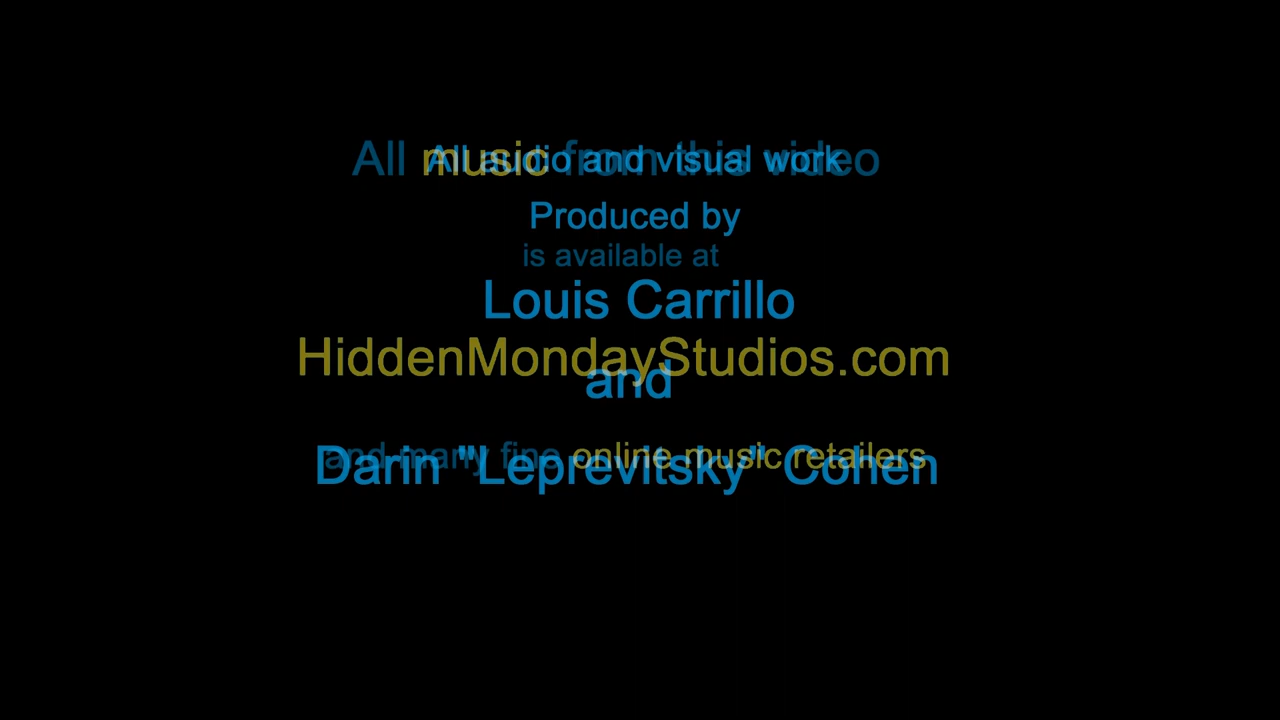 All music from this video
All audio and visual work
Produced by
is available at
Louis Carrillo
HiddenMondayStudios.com
and
and many fine online music retailers
Darin "Leprevitsky" Cohen